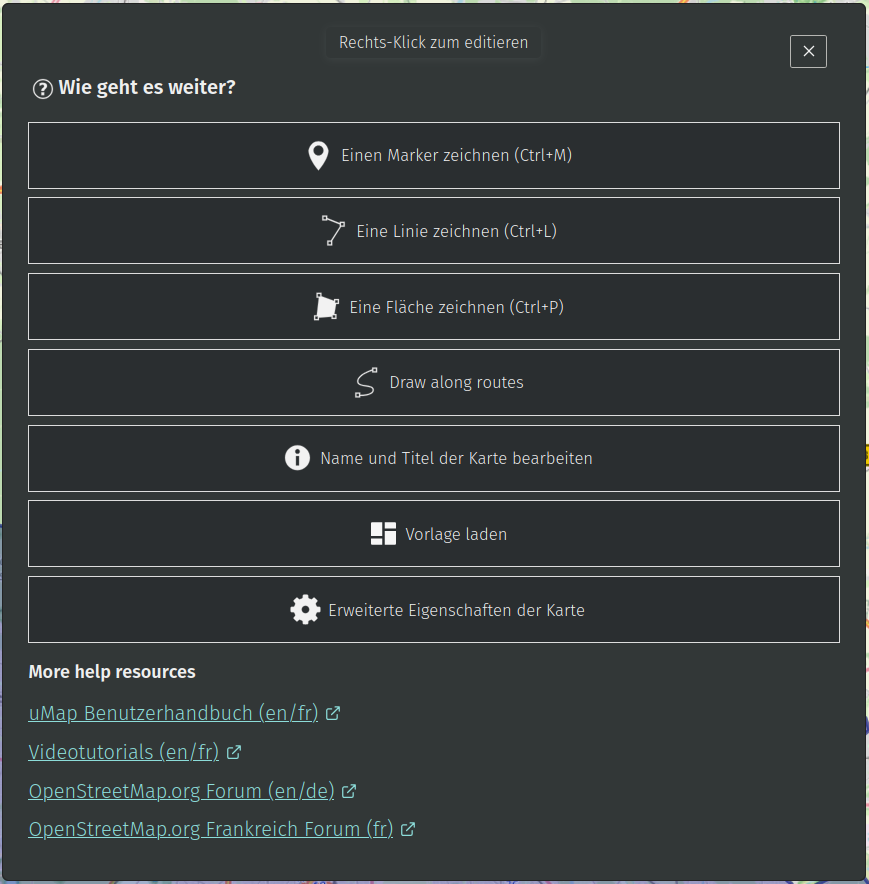 Rechts-Klick zum editieren
Wie geht es weiter?
Einen Marker zeichnen (Ctrl+M)
Eine Linie zeichnen (Ctrl+L)
Eine Fläche zeichnen (Ctrl+P)
Draw along routes
Name und Titel der Karte bearbeiten
Vorlage laden
Erweiterte Eigenschaften der Karte
More help resources
uMap Benutzerhandbuch (en/fr)
Videotutorials (en/fr)
OpenStreetMap.org Forum (en/de)
OpenStreetMap.org Frankreich Forum (fr)